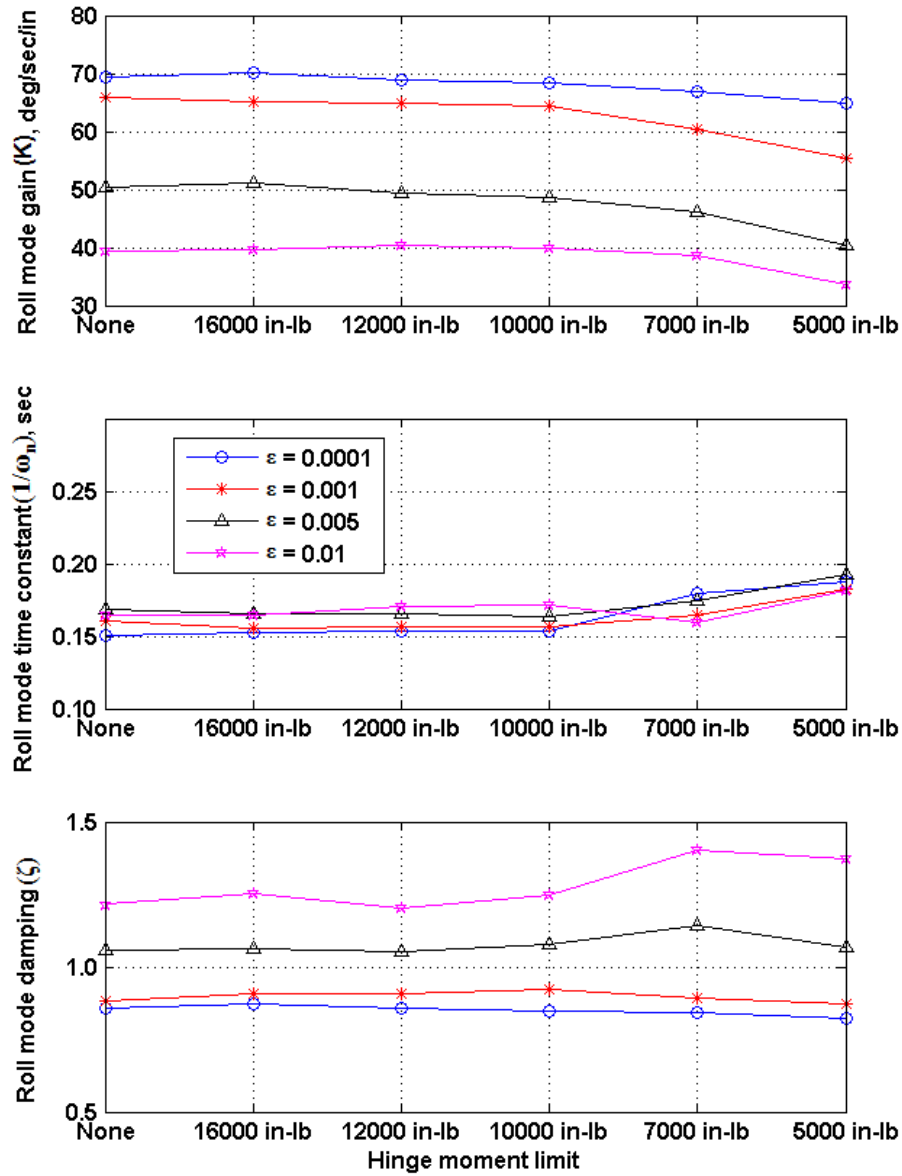 Roll mode gain (K), deg/sec/in
80
70
60
50
40
30
None 16000 in-lb 12000 in-lb 10000 in-lb 7000 in-lb 5000 in-lb
Roll mode time constant (1/ωn), sec
0.25
0.20
0.15
0.10
ε = 0.0001
ε = 0.001
ε = 0.005
ε = 0.01
None 16000 in-lb 12000 in-lb 10000 in-lb 7000 in-lb 5000 in-lb
Roll mode damping (ζ)
1.5
1.0
0.5
None 16000 in-lb 12000 in-lb 10000 in-lb 7000 in-lb 5000 in-lb
Hinge moment limit